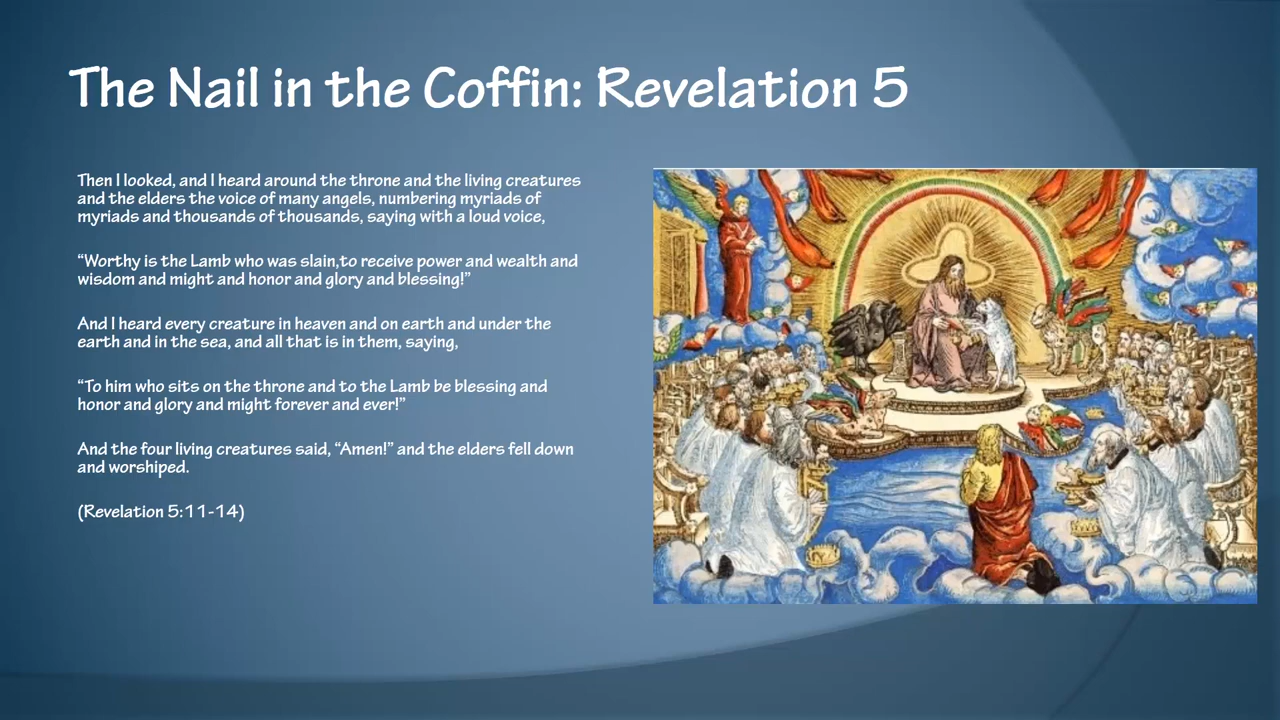 The Nail in the Coffin: Revelation 5
Then I looked, and I heard around the throne and the living creatures
and the elders the voice of many angels, numbering myriads of
myriads and thousands of thousands, saying with a loud voice,
“Worthy is the Lamb who was slain,to receive power and wealth and
wisdom and might and honor and glory and blessing!”
And I heard every creature in heaven and on earth and under the
earth and in the sea, and all that is in them, saying,
“To him who sits on the throne and to the Lamb be blessing and
honor and glory and might forever and ever!”
And the four living creatures said, “Amen!” and the elders fell down
and worshiped.
(Revelation 5:11-14)